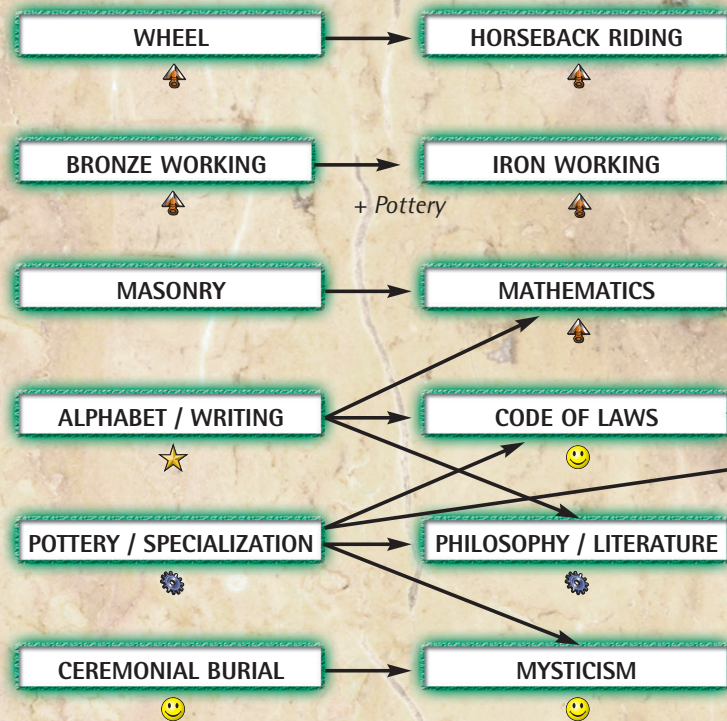 WHEEL
HORSEBACK RIDING
BRONZE WORKING
IRON WORKING
+ Pottery
MASONRY
MATHEMATICS
ALPHABET / WRITING
CODE OF LAWS
POTTERY / SPECIALIZATION
PHILOSOPHY / LITERATURE
CEREMONIAL BURIAL
MYSTICISM